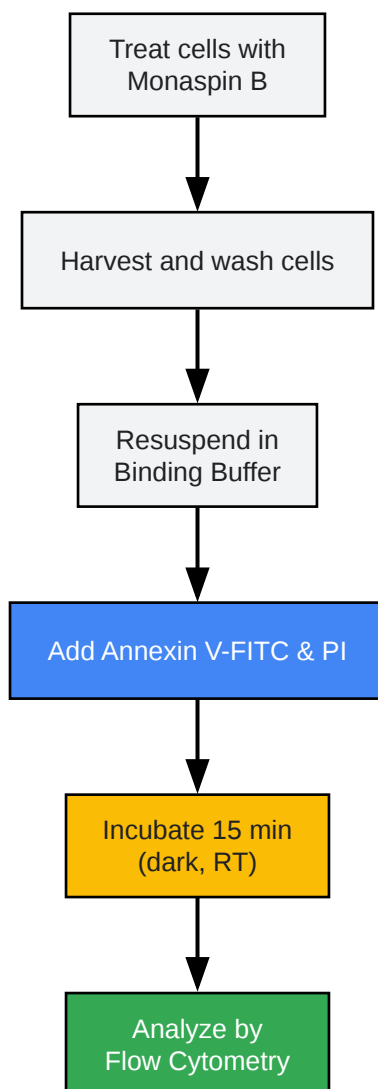 Treat cells with
Monaspin B
Harvest and wash cells
Resuspend in
Binding Buffer
Add Annexin V-FITC & PI
Incubate 15 min
(dark, RT)
Analyze by
Flow Cytometry